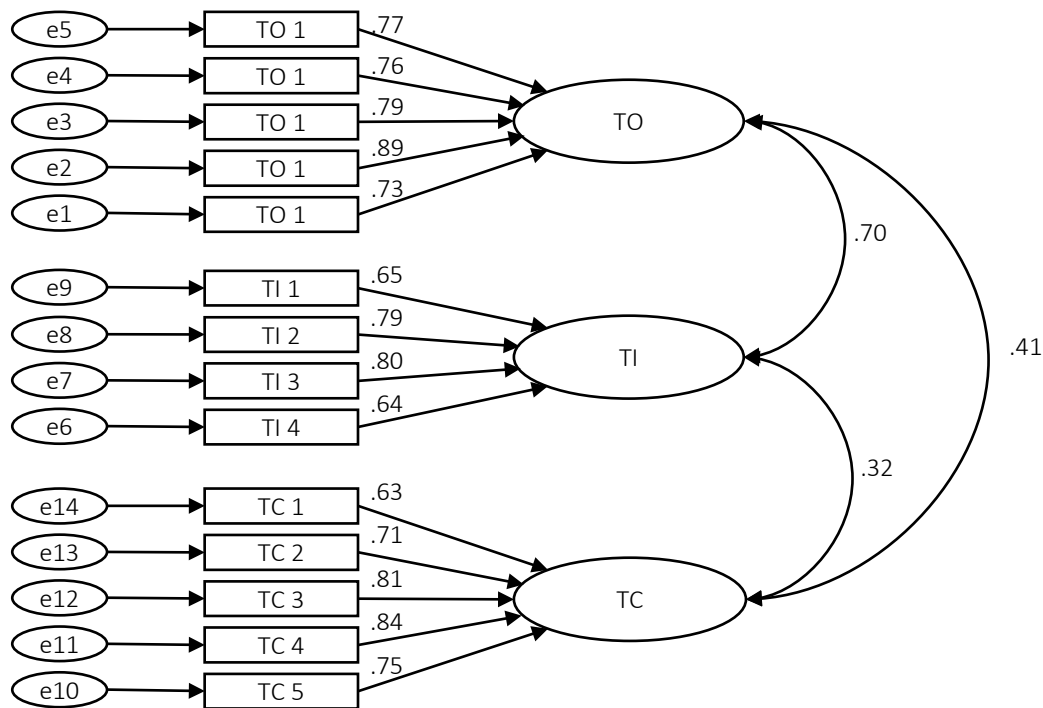 e5 TO 1 .77
e4 TO 1 .76
e3 TO 1 .79 TO
e2 TO 1 .89
e1 TO 1 .73
.70
e9 TI 1 .65
e8 TI 2 .79
TI .41
e7 TI 3 .80
e6 TI 4 .64
.32
e14 TC 1 .63
e13 TC 2 .71
e12 TC 3 .81 TC
e11 TC 4 .84
e10 TC 5 .75